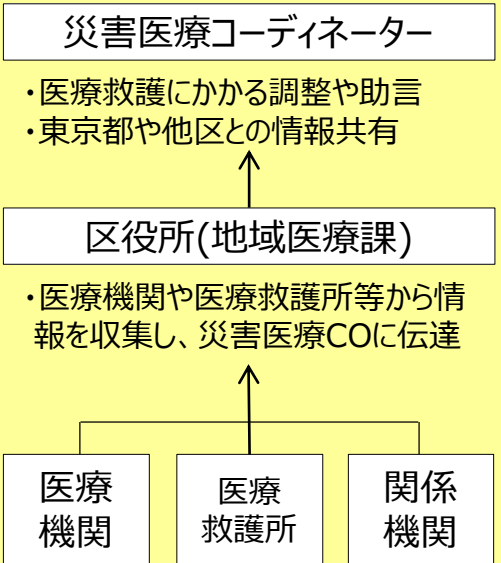 災害医療コーディネーター
・医療救護にかかる調整や助言
・東京都や他区との情報共有
区役所(地域医療課)
・医療機関や医療救護所等から情
報を収集し、災害医療COに伝達
医療
機関
医療
救護所
関係
機関